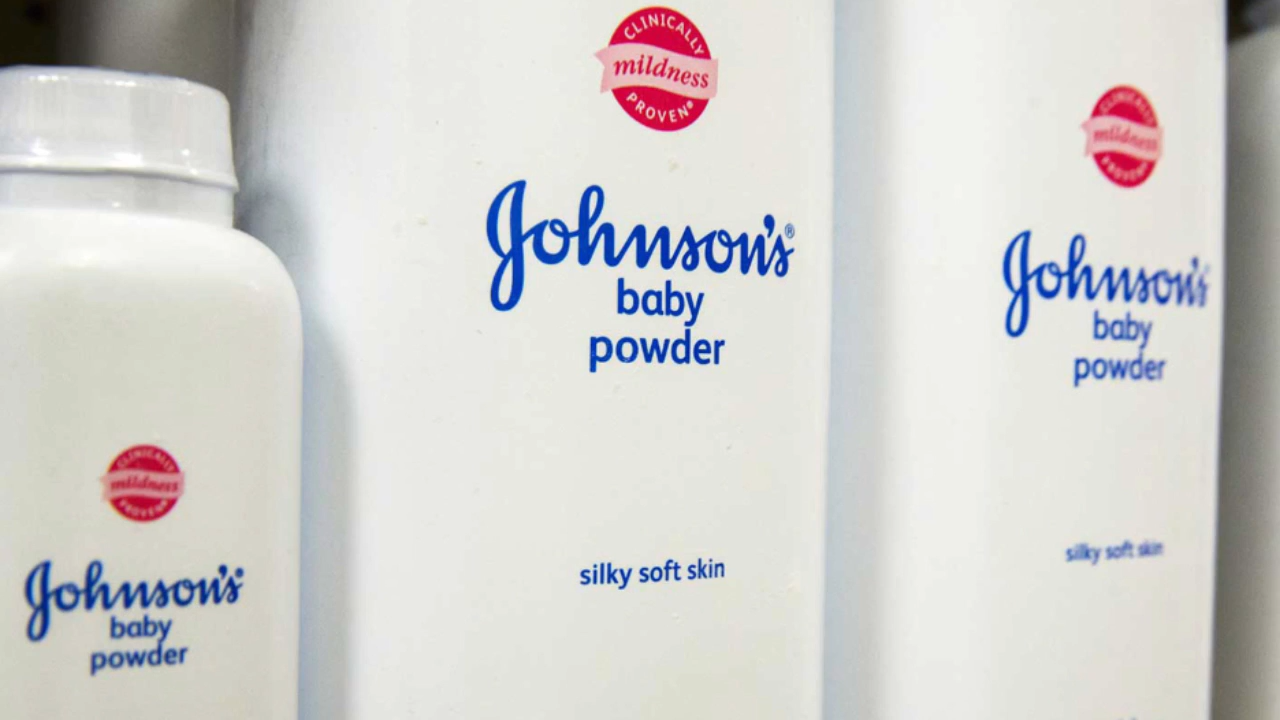 CLINICALLY
mildness
PROVEN®
Johnson's®
baby
powder
silky soft skin
CLINICALLY
mildness
PROVEN®
Johnson's
baby
powder
silky soft skin
CLINICALLY
mildness
PROVEN®
Johnson's®
baby
powder